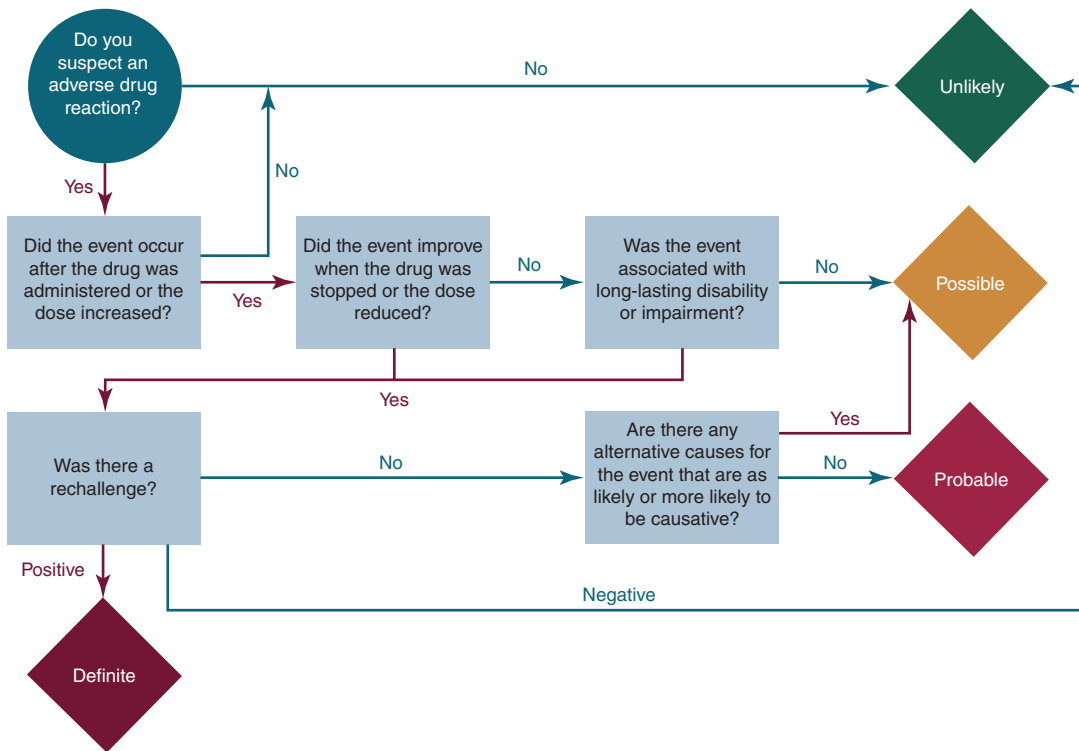 Do you
suspect an
adverse drug
reaction?
No
Unlikely
Yes
No
Did the event occur
after the drug was
administered or the
dose increased?
Yes
Did the event improve
when the drug was
stopped or the dose
reduced?
No
Was the event
associated with
long-lasting disability
or impairment?
No
Possible
Yes
Was there a
rechallenge?
No
Are there any
alternative causes for
the event that are as
likely or more likely to
be causative?
Yes
No
Probable
Positive
Negative
Definite